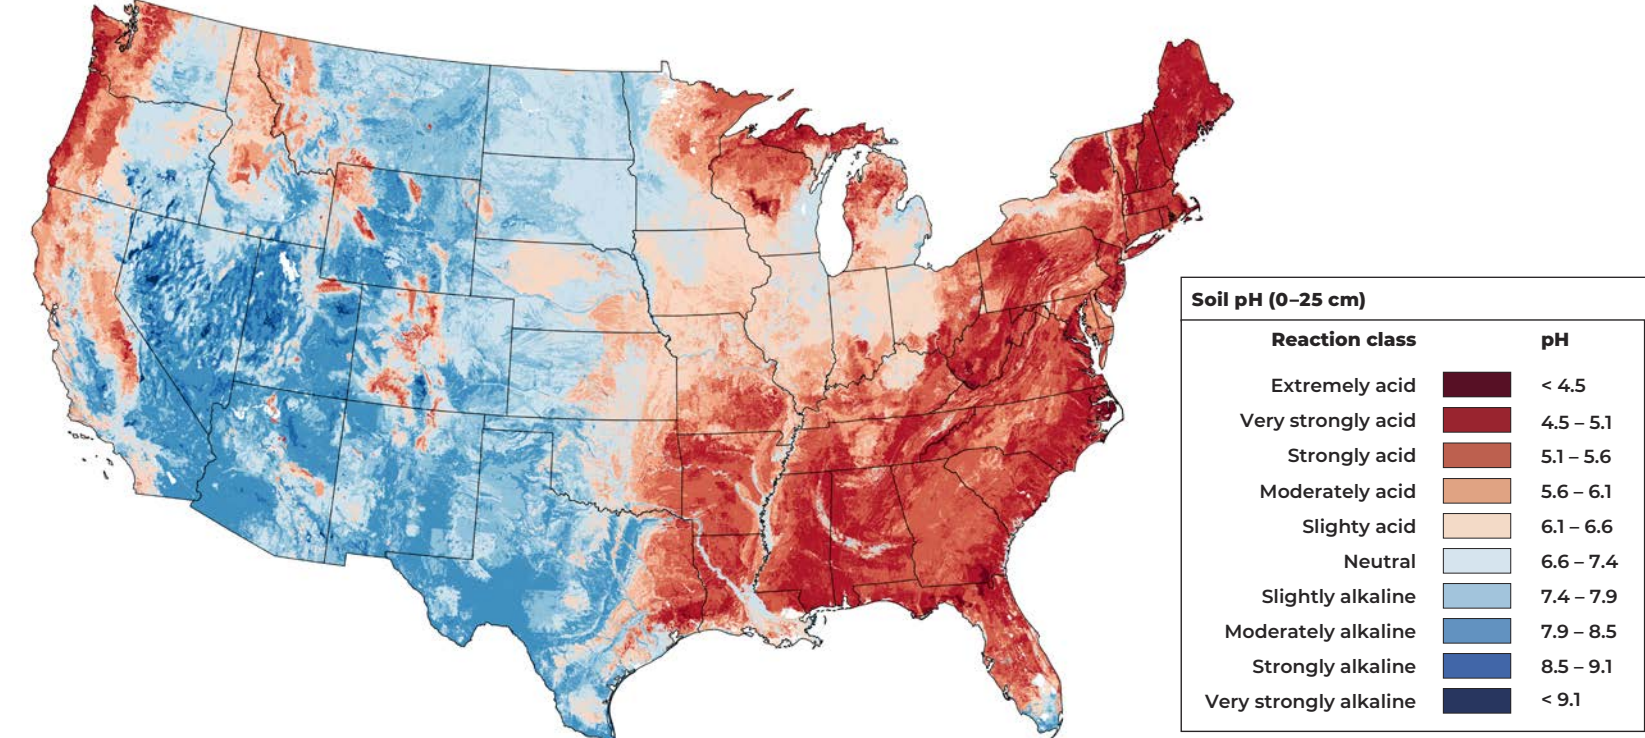 Soil pH (0–25 cm)
Reaction class pH
Extremely acid < 4.5
Very strongly acid 4.5 – 5.1
Strongly acid 5.1 – 5.6
Moderately acid 5.6 – 6.1
Slighty acid 6.1 – 6.6
Neutral 6.6 – 7.4
Slightly alkaline 7.4 – 7.9
Moderately alkaline 7.9 – 8.5
Strongly alkaline 8.5 – 9.1
Very strongly alkaline < 9.1